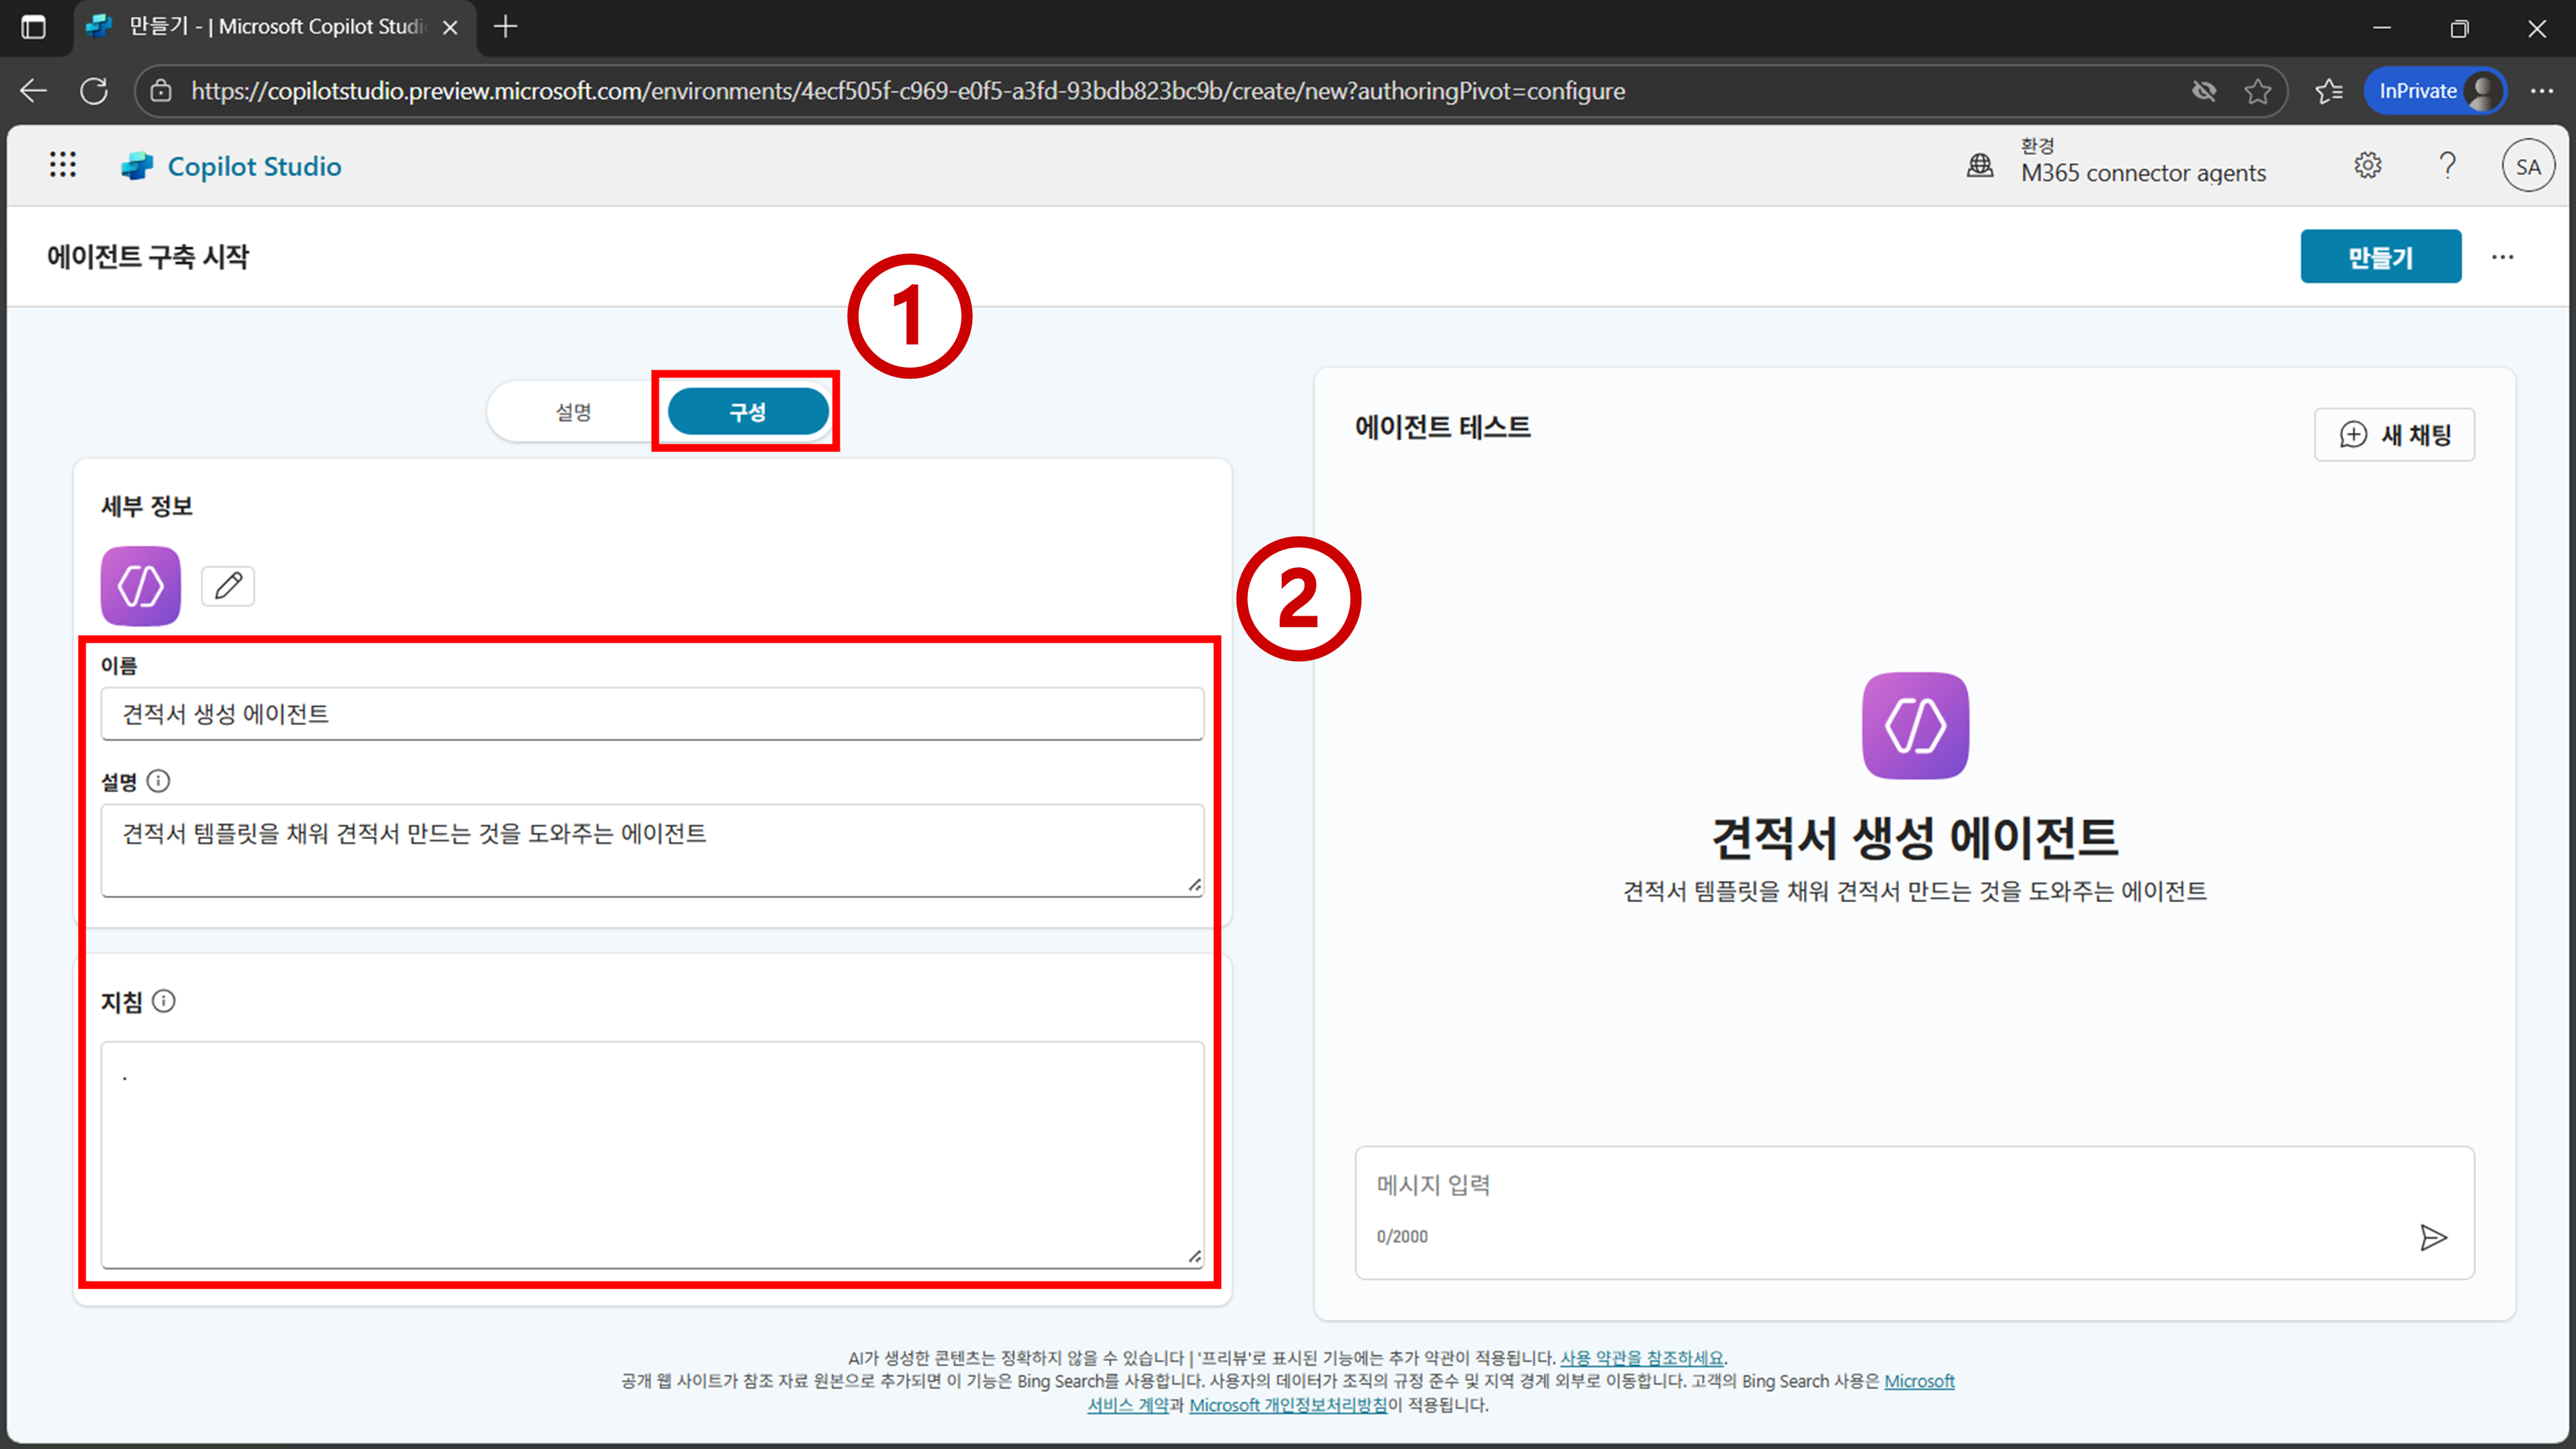 만들기 - | Microsoft Copilot Studi
https://copilotstudio.preview.microsoft.com/environments/4ecf505f-c969-e0f5-a3fd-93bdb823bc9b/create/new?authoringPivot=configure
InPrivate
Copilot Studio
환경
M365 connector agents
SA
에이전트 구축 시작
만들기
1
설명
구성
에이전트 테스트
새 채팅
세부 정보
2
이름
견적서 생성 에이전트
설명
견적서 템플릿을 채워 견적서 만드는 것을 도와주는 에이전트
지침
.
견적서 생성 에이전트
견적서 템플릿을 채워 견적서 만드는 것을 도와주는 에이전트
메시지 입력
0/2000
AI가 생성한 콘텐츠는 정확하지 않을 수 있습니다 | '프리뷰'로 표시된 기능에는 추가 약관이 적용됩니다. 사용 약관을 참조하세요.
공개 웹 사이트가 참조 자료 원본으로 추가되면 이 기능은 Bing Search를 사용합니다. 사용자의 데이터가 조직의 규정 준수 및 지역 경계 외부로 이동합니다. 고객의 Bing Search 사용은 Microsoft
서비스 계약과 Microsoft 개인정보처리방침이 적용됩니다.